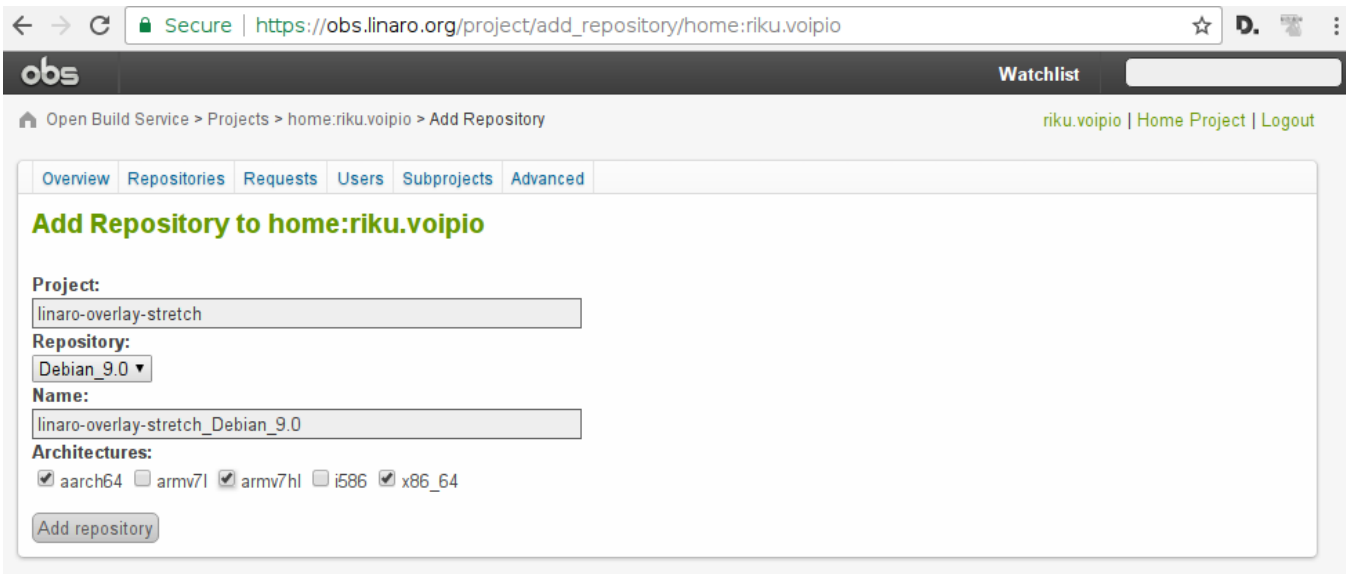 Secure | https://obs.linaro.org/project/add_repository/home:riku.voipio
D.
obs
Watchlist
Open Build Service > Projects > home:riku.voipio > Add Repository
riku.voipio | Home Project | Logout
Overview Repositories Requests Users Subprojects Advanced
Add Repository to home:riku.voipio
Project:
linaro-overlay-stretch
Repository:
Debian_9.0
Name:
linaro-overlay-stretch_Debian_9.0
Architectures:
aarch64 armv7l armv7hl i586 x86_64
Add repository